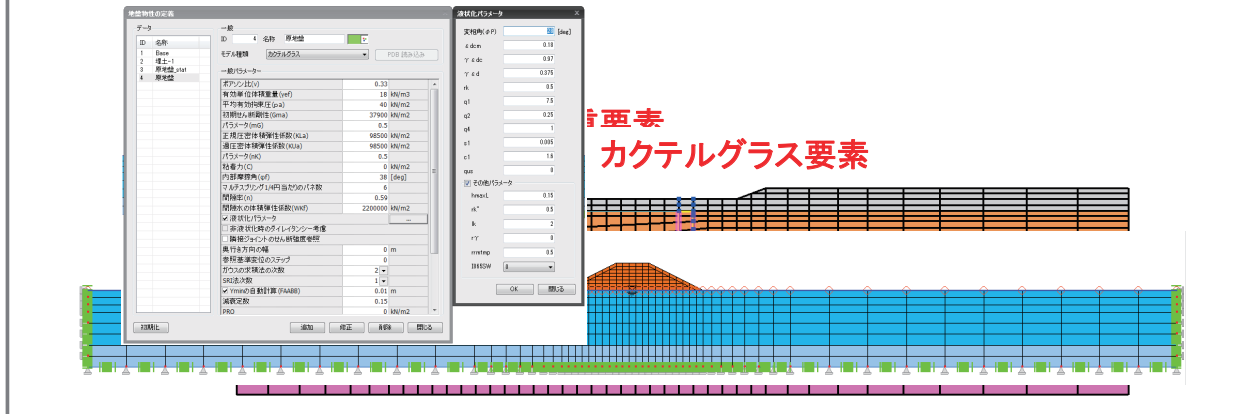 地盤物性の定義
データ
ID 名称
1 Base
2 埋土-1
3 原地盤_stat
4 原地盤
一般
ID 4 名称 原地盤
モデル種類 カクテルグラス PDB 読み込み
一般パラメーター
ポアソン比(ν) 0.33
有効単位体積重量(γef) 18 kN/m3
平均有効拘束圧(ρa) 40 kN/m2
初期せん断剛性(Gma) 37900 kN/m2
パラメータ(mG) 0.5
正規圧密体積弾性係数(KLa) 98500 kN/m2
過圧密体積弾性係数(KUa) 98500 kN/m2
パラメータ(nK) 0.5
粘着力(C) 0 kN/m2
内部摩擦角(φf) 38 [deg]
マルチスプリング1/4円当たりのバネ数 6
間隙率(n) 0.59
間隙水の体積弾性係数(WKf) 2200000 kN/m2
液状化パラメータ ...
非液状化時のダイレイタンシー考慮
隣接ジョイントのせん断強度参照
奥行き方向の幅 0 m
参照基準変位のステップ 0
ガウスの求積法の次数 2
SRI法次数 1
Yminの自動計算(FAABB) 0.01 m
減衰定数 0.15
PRO 0 kN/m2
初期化 追加 修正 削除 閉じる
液状化パラメータ x
変相角(φP) [deg]
εdcm 0.18
γεdc 0.97
γεd 0.375
rk 0.5
q1 7.5
q2 0.25
q4 1
s1 0.005
c1 1.6
qus 0
その他パラメータ
hmaxL 0.15
rk" 0.5
lk 2
rγ 0
rrmtmp 0.5
I00SSW 0
OK 閉じる
重要素
カクテルグラス要素